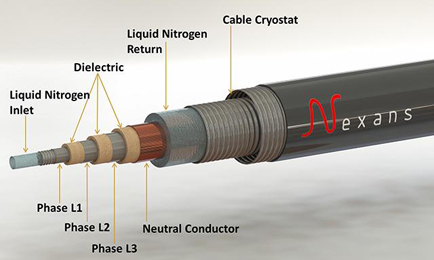 Cable Cryostat
Liquid Nitrogen
Return
Dielectric
Liquid Nitrogen
Inlet
Nexans
Phase L1
Phase L2
Phase L3
Neutral Conductor